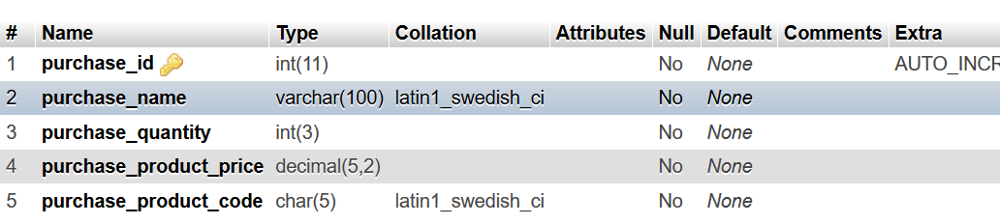 # Name Type Collation Attributes Null Default Comments Extra
1 purchase_id int(11) No None AUTO_INCR
2 purchase_name varchar(100) latin1_swedish_ci No None
3 purchase_quantity int(3) No None
4 purchase_product_price decimal(5,2) No None
5 purchase_product_code char(5) latin1_swedish_ci No None